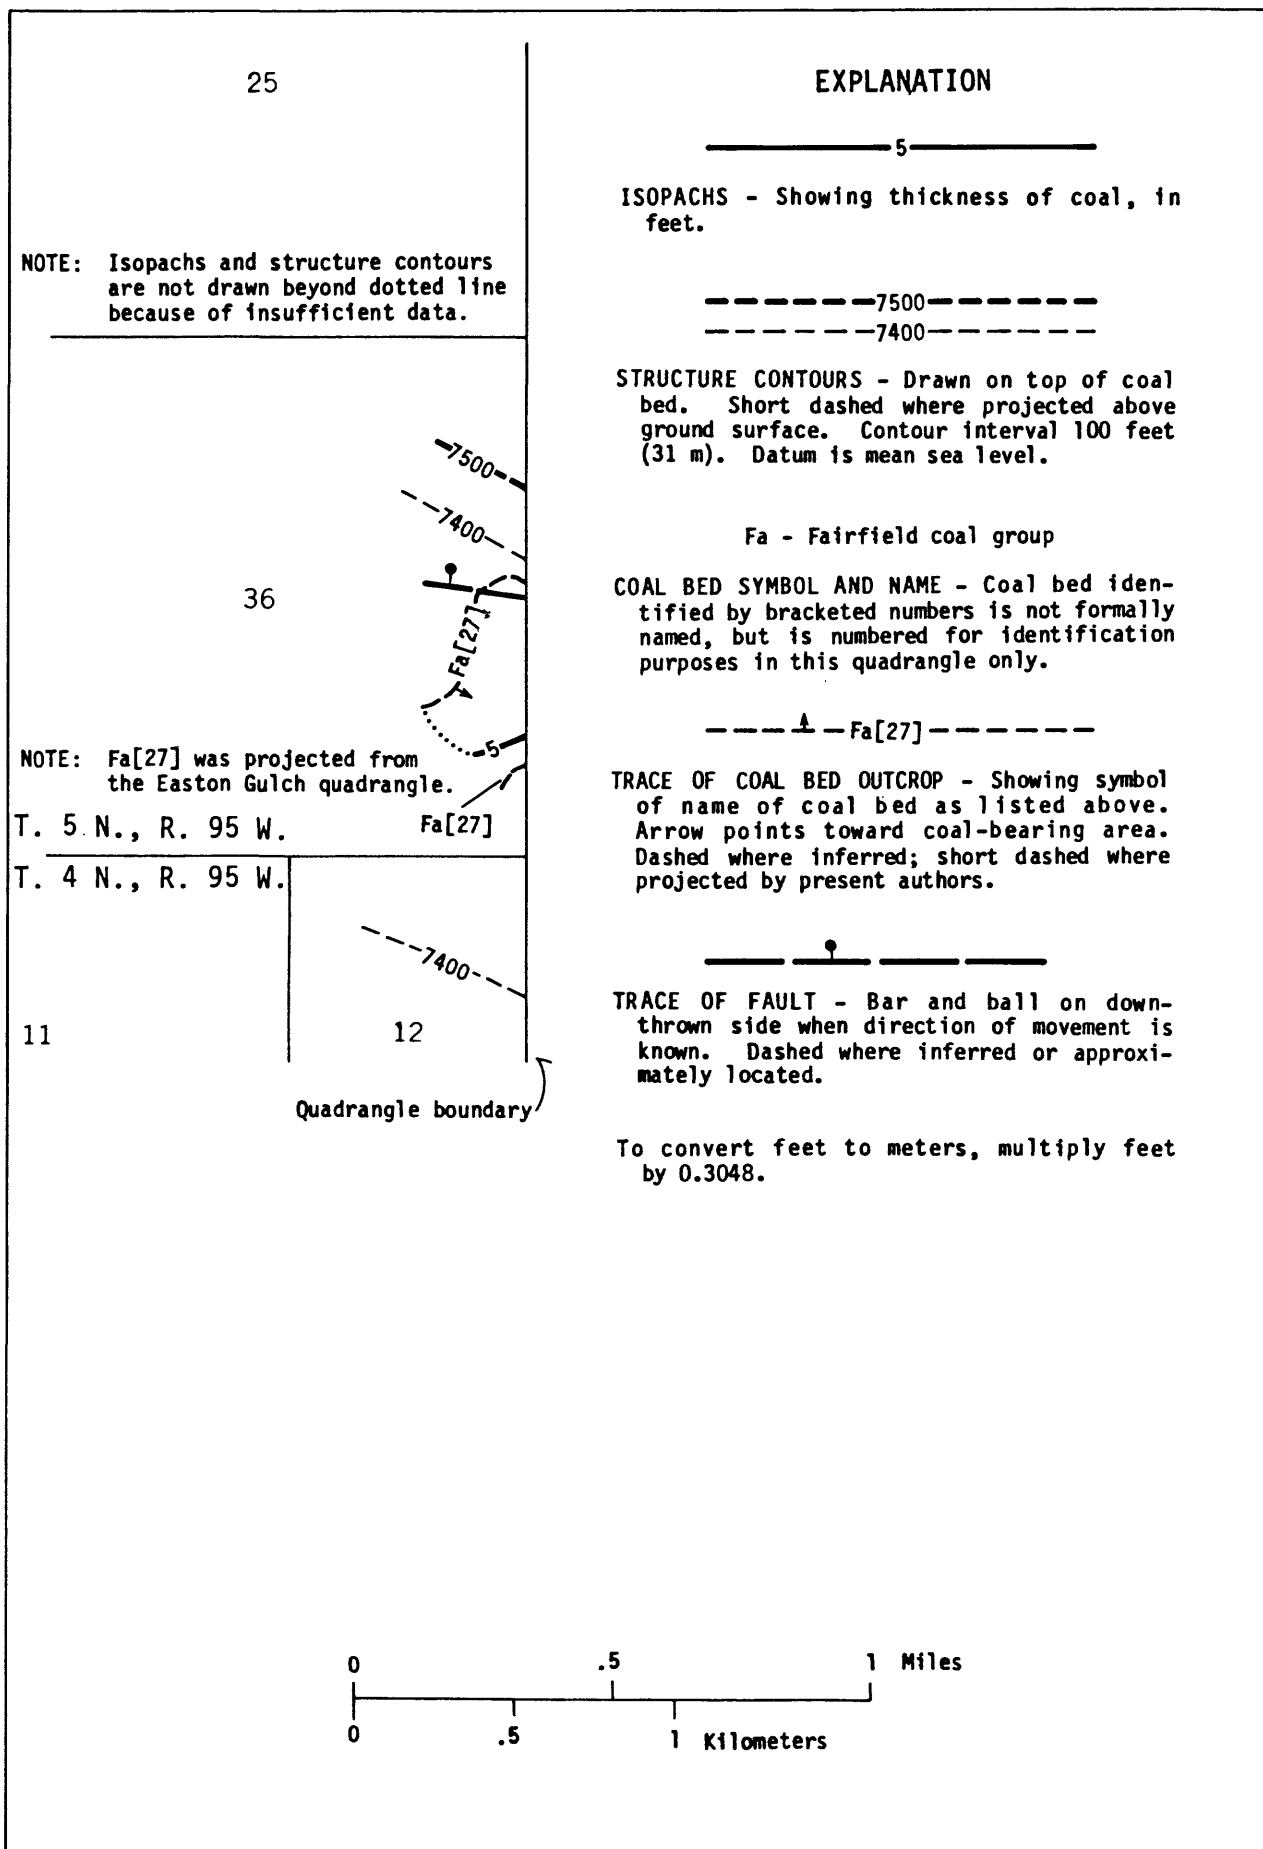 25
NOTE: Isopachs and structure contours
are not drawn beyond dotted line
because of insufficient data.
7500
7400
36
Fa[27]
5
NOTE: Fa[27] was projected from
the Easton Gulch quadrangle.
Fa[27]
T. 5 N., R. 95 W.
T. 4 N., R. 95 W.
7400
11
12
Quadrangle boundary
EXPLANATION
5
ISOPACHS - Showing thickness of coal, in
feet.
7500
7400
STRUCTURE CONTOURS - Drawn on top of coal
bed. Short dashed where projected above
ground surface. Contour interval 100 feet
(31 m). Datum is mean sea level.
Fa - Fairfield coal group
COAL BED SYMBOL AND NAME - Coal bed iden-
tified by bracketed numbers is not formally
named, but is numbered for identification
purposes in this quadrangle only.
Fa[27]
TRACE OF COAL BED OUTCROP - Showing symbol
of name of coal bed as listed above.
Arrow points toward coal-bearing area.
Dashed where inferred; short dashed where
projected by present authors.
TRACE OF FAULT - Bar and ball on down-
thrown side when direction of movement is
known. Dashed where inferred or approxi-
mately located.
To convert feet to meters, multiply feet
by 0.3048.
0 .5 1 Miles
0 .5 1 Kilometers